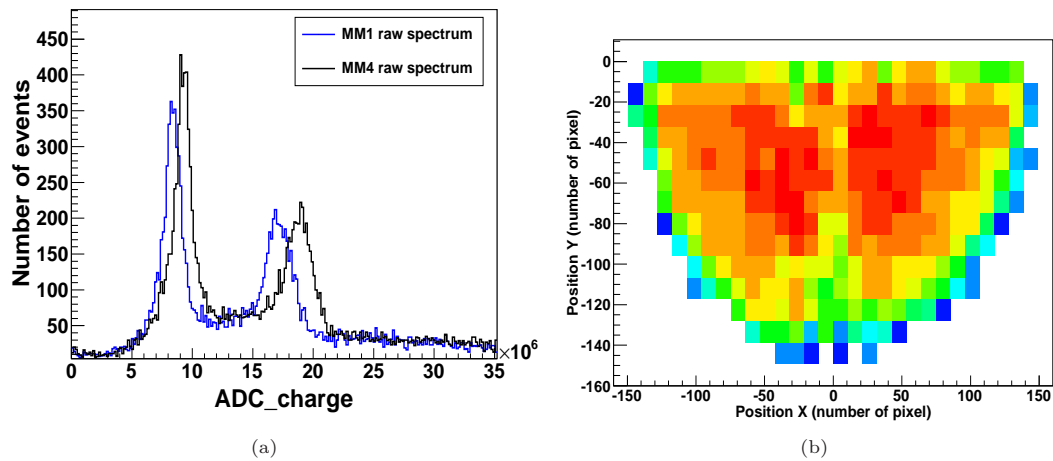 MM1 raw spectrum
MM4 raw spectrum
450
400
350
300
250
200
150
100
50
Number of events
0 5 10 15 20 25 30 35
×10⁶
ADC_charge
(a)
0
-20
-40
-60
-80
-100
-120
-140
-160
Position Y (number of pixel)
-150 -100 -50 0 50 100 150
Position X (number of pixel)
(b)